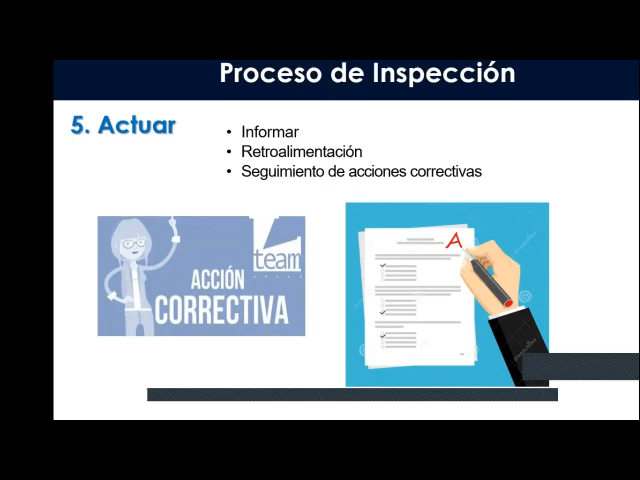 Proceso de Inspección
5. Actuar
• Informar
• Retroalimentación
• Seguimiento de acciones correctivas
team
ACCIÓN
CORRECTIVA
A